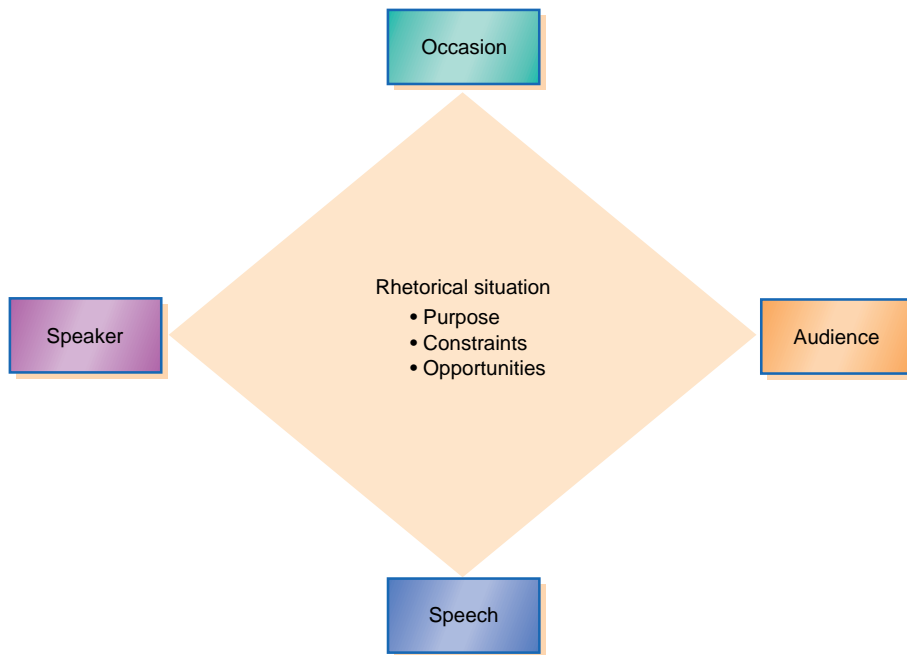 Occasion
Rhetorical situation
• Purpose
Speaker
• Constraints
Audience
• Opportunities
Speech